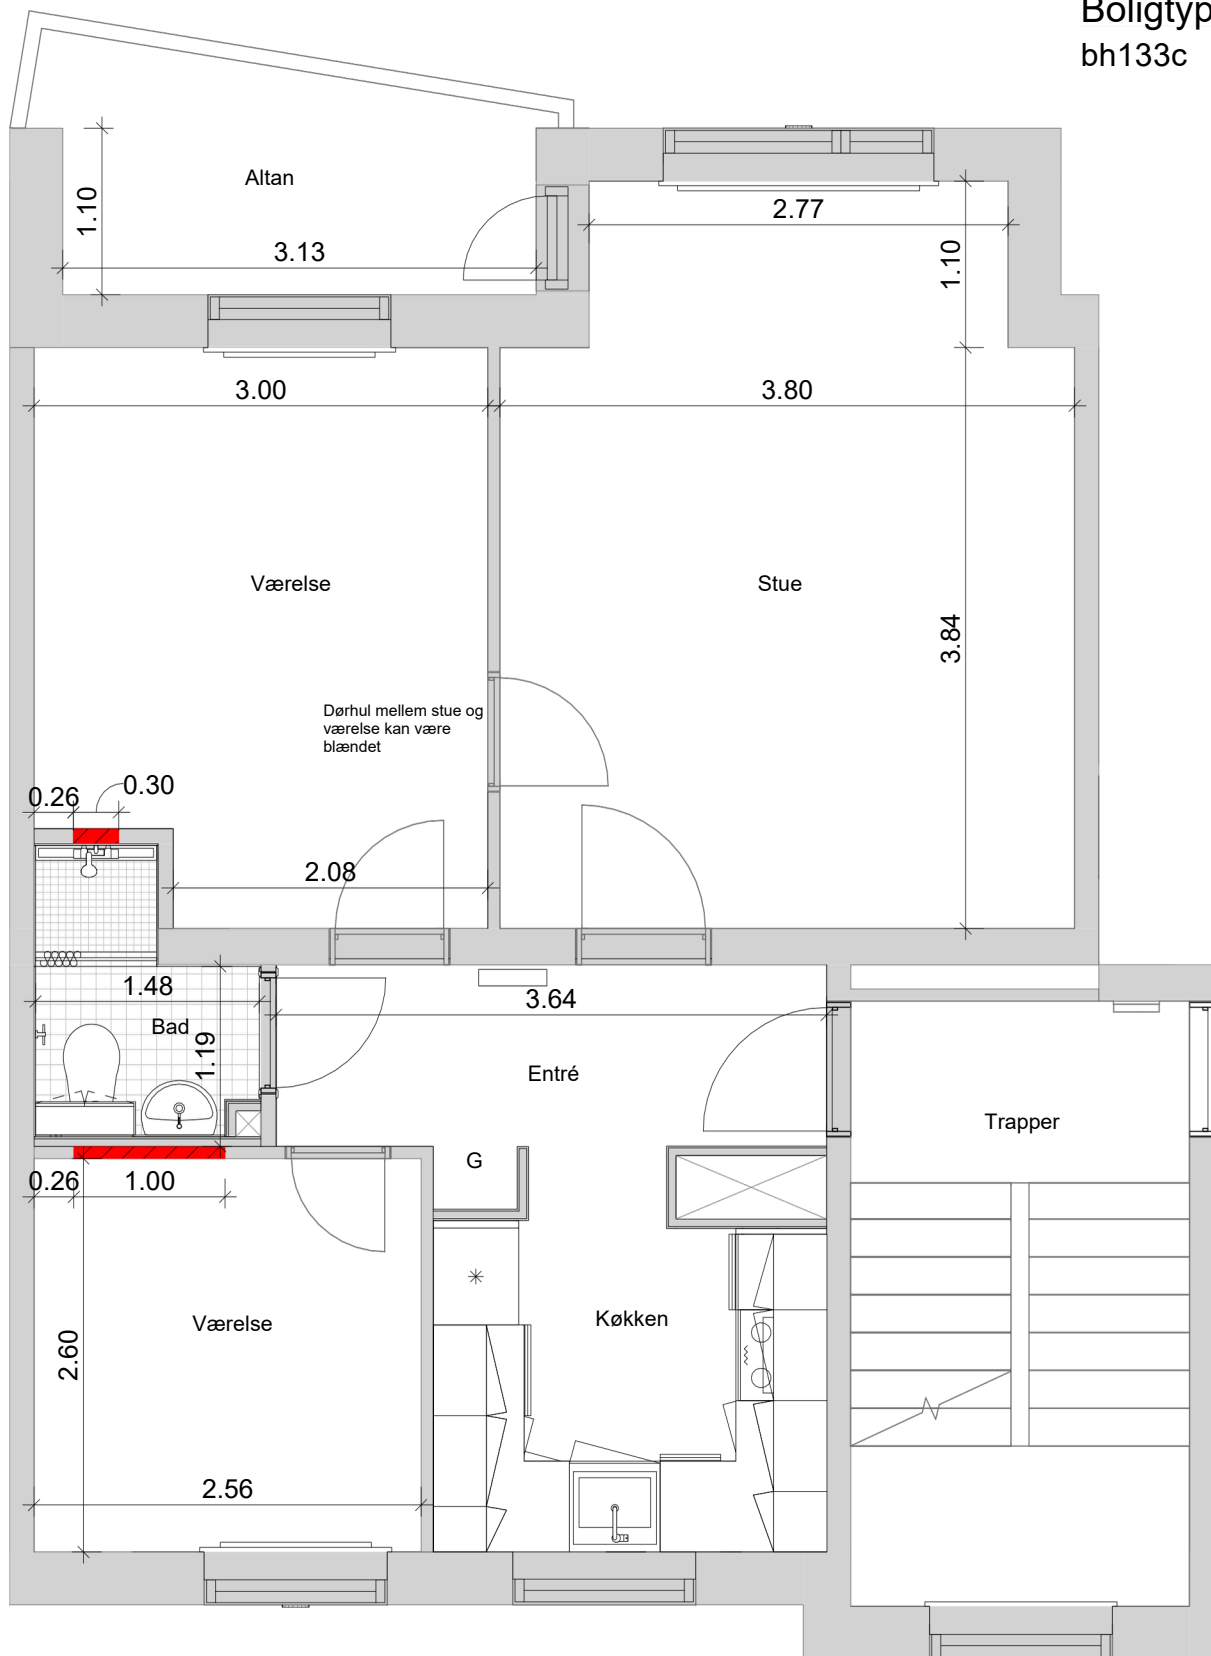 Boligtyp
bh133c
Altan
1.10
3.13
2.77
1.10
3.00
3.80
Værelse
Stue
3.84
Dørhul mellem stue og
værelse kan være
blændet
0.26
0.30
2.08
1.48
Bad
1.19
3.64
Entré
Trapper
G
0.26
1.00
Værelse
Køkken
2.60
2.56